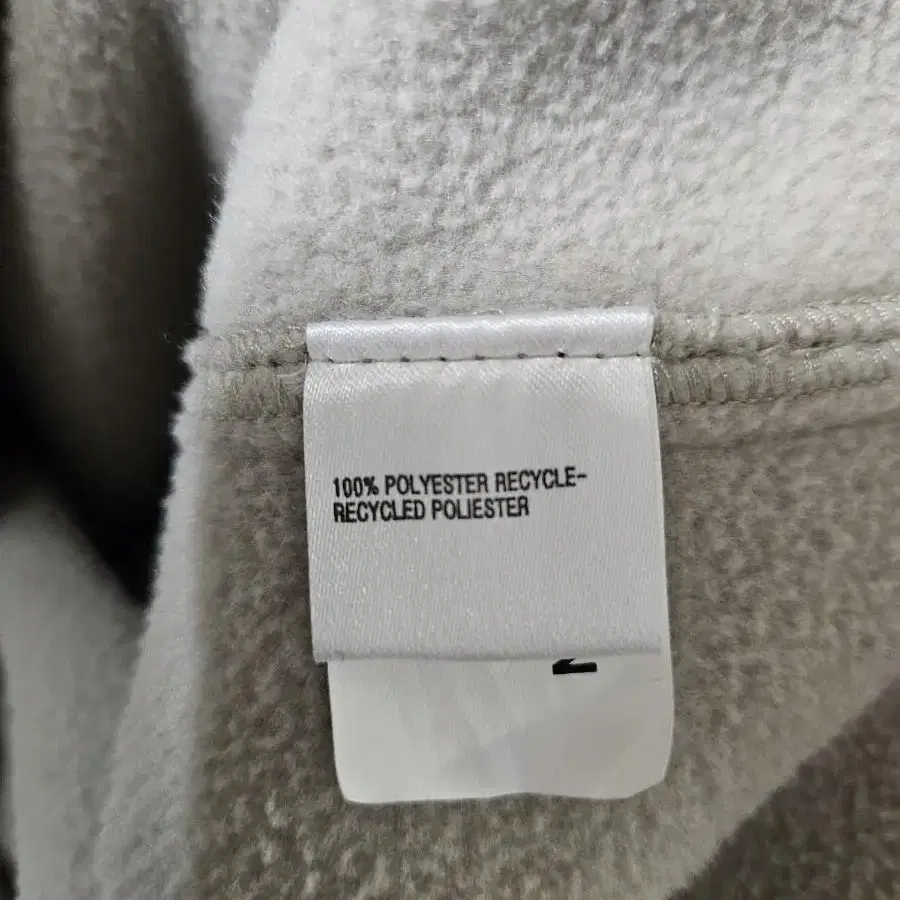 100% POLYESTER RECYCLE-
RECYCLED POLIESTER